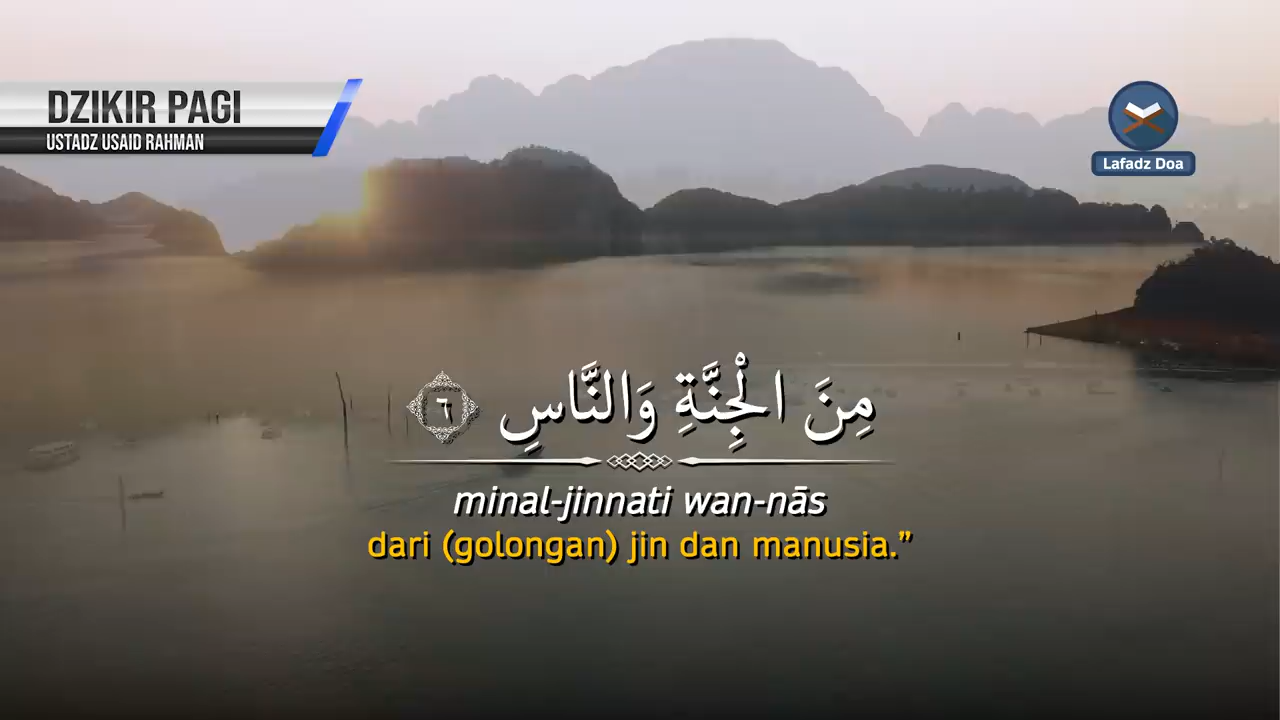 DZIKIR PAGI
USTADZ USAID RAHMAN
Lafadz Doa
مِنَ الْجِنَّةِ وَالنَّاسِ ٦
minal-jinnati wan-nās
dari (golongan) jin dan manusia.”